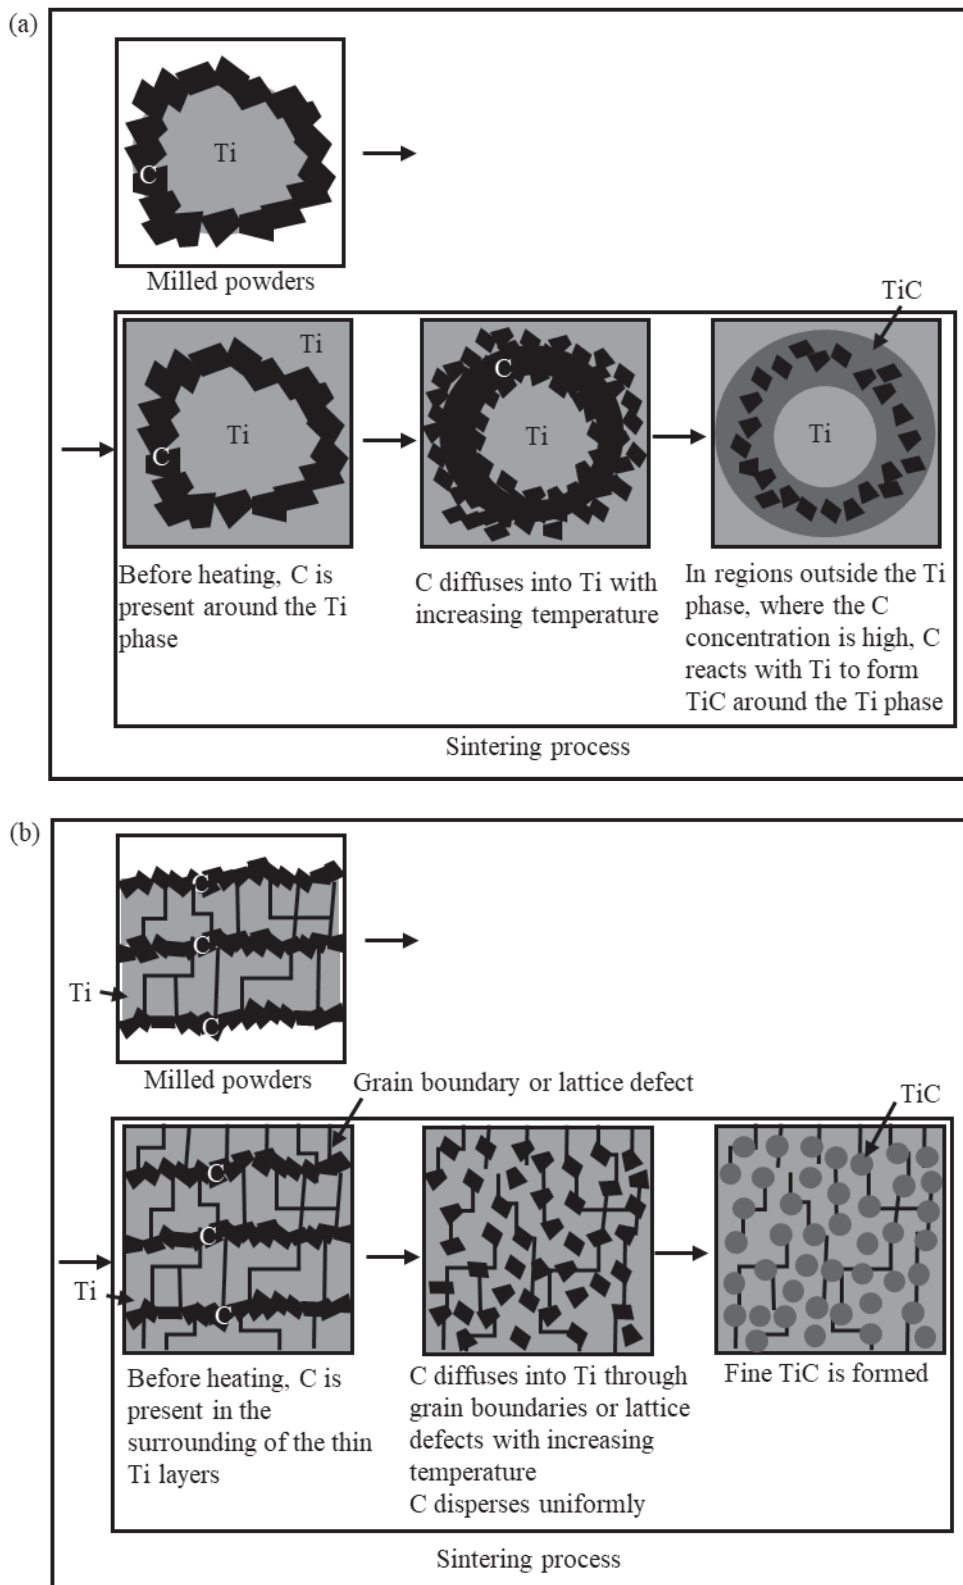 (a)
Ti
C
Milled powders
TiC
Ti
Ti
C
C
Ti
Ti
Before heating, C is
present around the Ti
phase
C diffuses into Ti with
increasing temperature
In regions outside the Ti
phase, where the C
concentration is high, C
reacts with Ti to form
TiC around the Ti phase
Sintering process
(b)
C
C
Ti
C
Milled powders
Grain boundary or lattice defect
TiC
C
C
Ti
C
Before heating, C is
present in the
surrounding of the thin
Ti layers
C diffuses into Ti through
grain boundaries or lattice
defects with increasing
temperature
C disperses uniformly
Fine TiC is formed
Sintering process